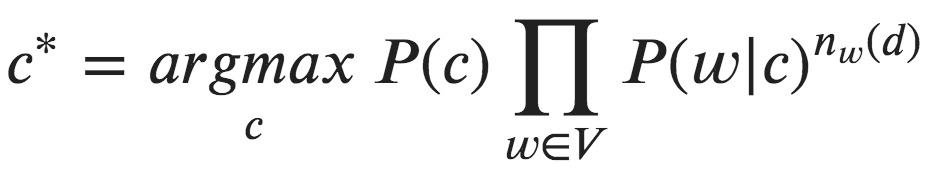 c* = argmax P(c) ∏ P(w|c)^{n_w(d)}
c w∈V